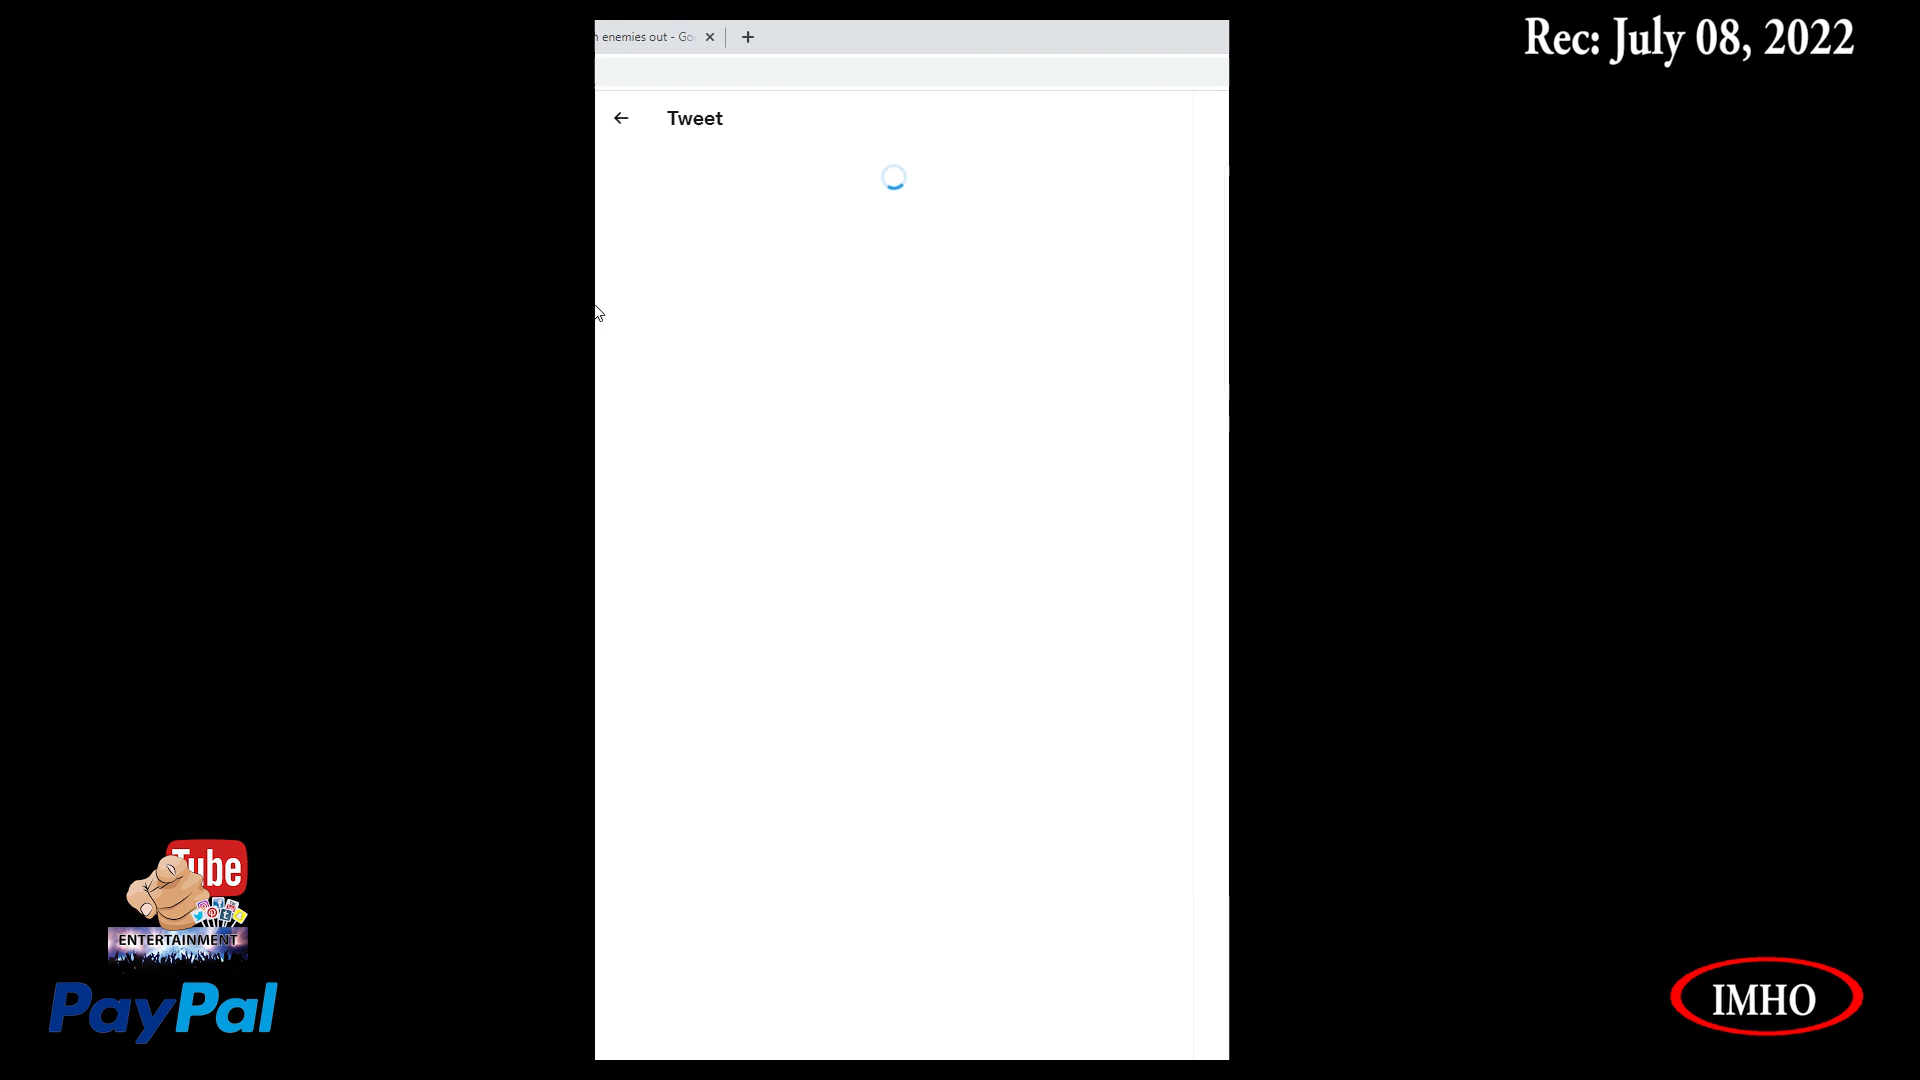 enemies out - Go
Rec: July 08, 2022
Tweet
Tube
ENTERTAINMENT
PayPal
IMHO